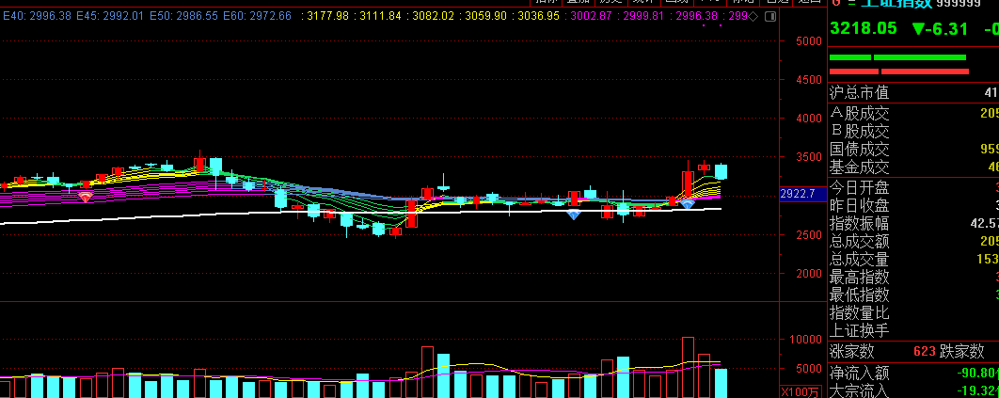 E40: 2996.38 E45: 2992.01 E50: 2986.55 E60: 2972.66 : 3177.98 : 3111.84 : 3082.02 : 3059.90 : 3036.95 : 3002.87 : 2999.81 : 2996.38 : 299
上证指数 999999
3218.05 ▼-6.31 -0
5000
4500
4000
3500
2922.7
2500
2000
10000
5000
X100万
沪总市值 41
A股成交 205
B股成交
国债成交 959
基金成交 46
今日开盘 3
昨日收盘 3
指数振幅 42.57
总成交额 205
总成交量 153
最高指数 3
最低指数 3
指数量比
上证换手
涨家数 623 跌家数
净流入额 -90.80
大宗流入 -19.32